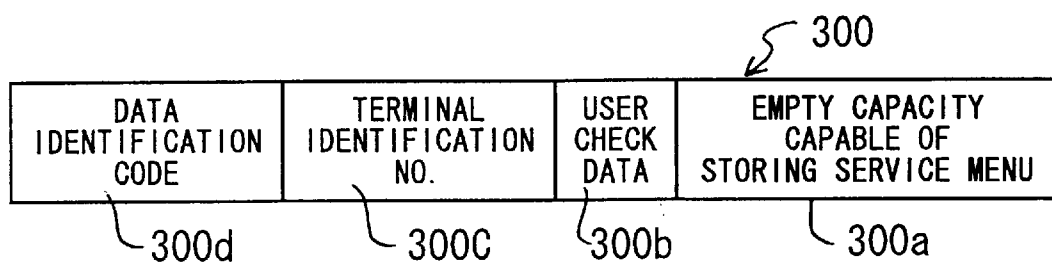 300
DATA IDENTIFICATION CODE
TERMINAL IDENTIFICATION NO.
USER CHECK DATA
EMPTY CAPACITY CAPABLE OF STORING SERVICE MENU
300d
300C
300b
300a